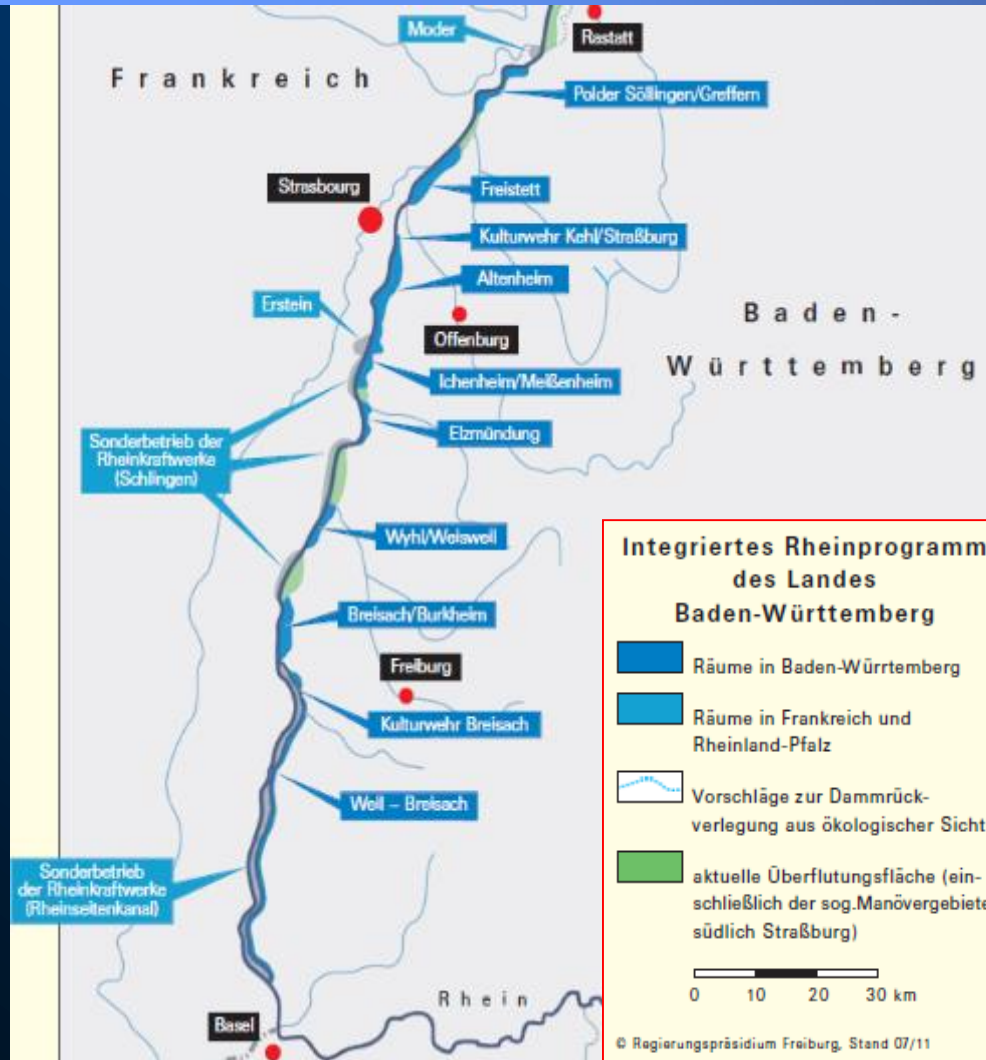 Moder
Rastatt
Frankreich
Polder Söllingen/Greffern
Strasbourg
Freistett
Kulturwehr Kehl/Straßburg
Altenheim
Erstein
Baden-
Offenburg
Württemberg
Ichenheim/Meißenheim
Elzmündung
Sonderbetrieb der
Rheinkraftwerke
(Schlingen)
Wyhl/Weisweil
Breisach/Burkheim
Freiburg
Kulturwehr Breisach
Weil – Breisach
Sonderbetrieb
der Rheinkraftwerke
(Rheinseitenkanal)
Rhein
Basel
Integriertes Rheinprogramm
des Landes
Baden-Württemberg
Räume in Baden-Würrtemberg
Räume in Frankreich und
Rheinland-Pfalz
Vorschläge zur Dammrück-
verlegung aus ökologischer Sicht
aktuelle Überflutungsfläche (ein-
schließlich der sog.Manövergebiete
südlich Straßburg)
0 10 20 30 km
© Regierungspräsidium Freiburg, Stand 07/11